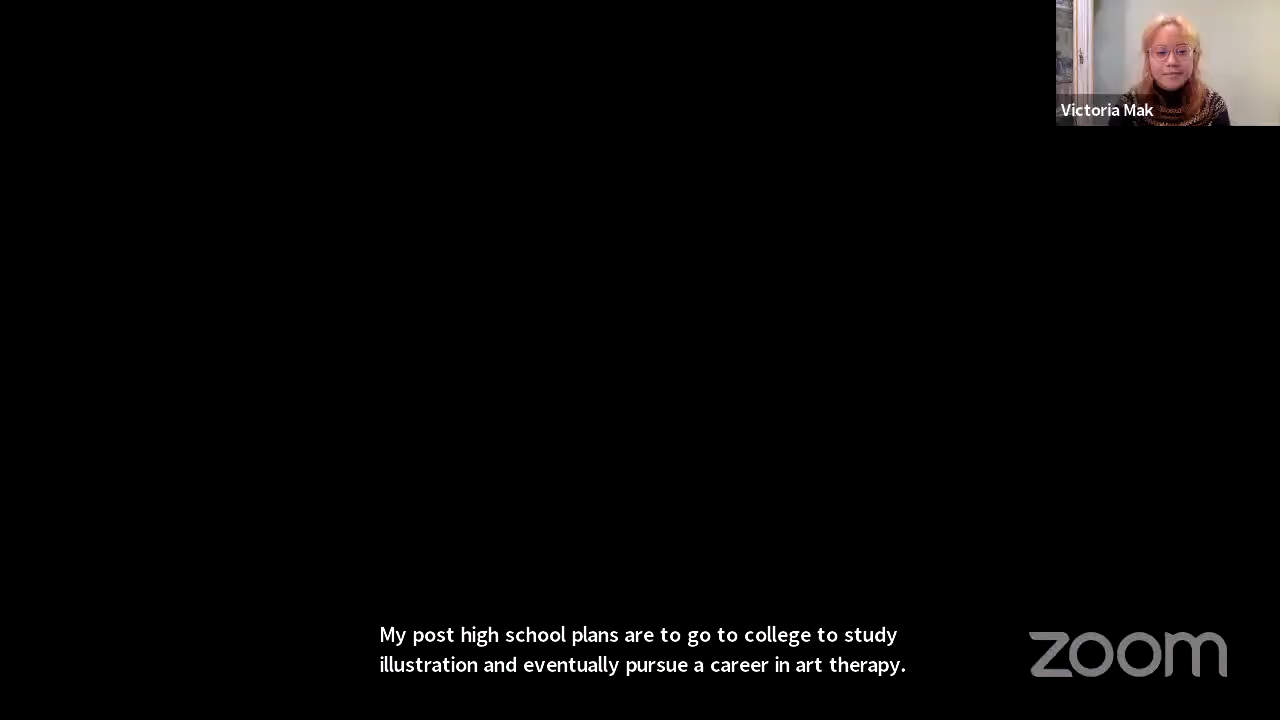 Victoria Mak
My post high school plans are to go to college to study
illustration and eventually pursue a career in art therapy.
zoom